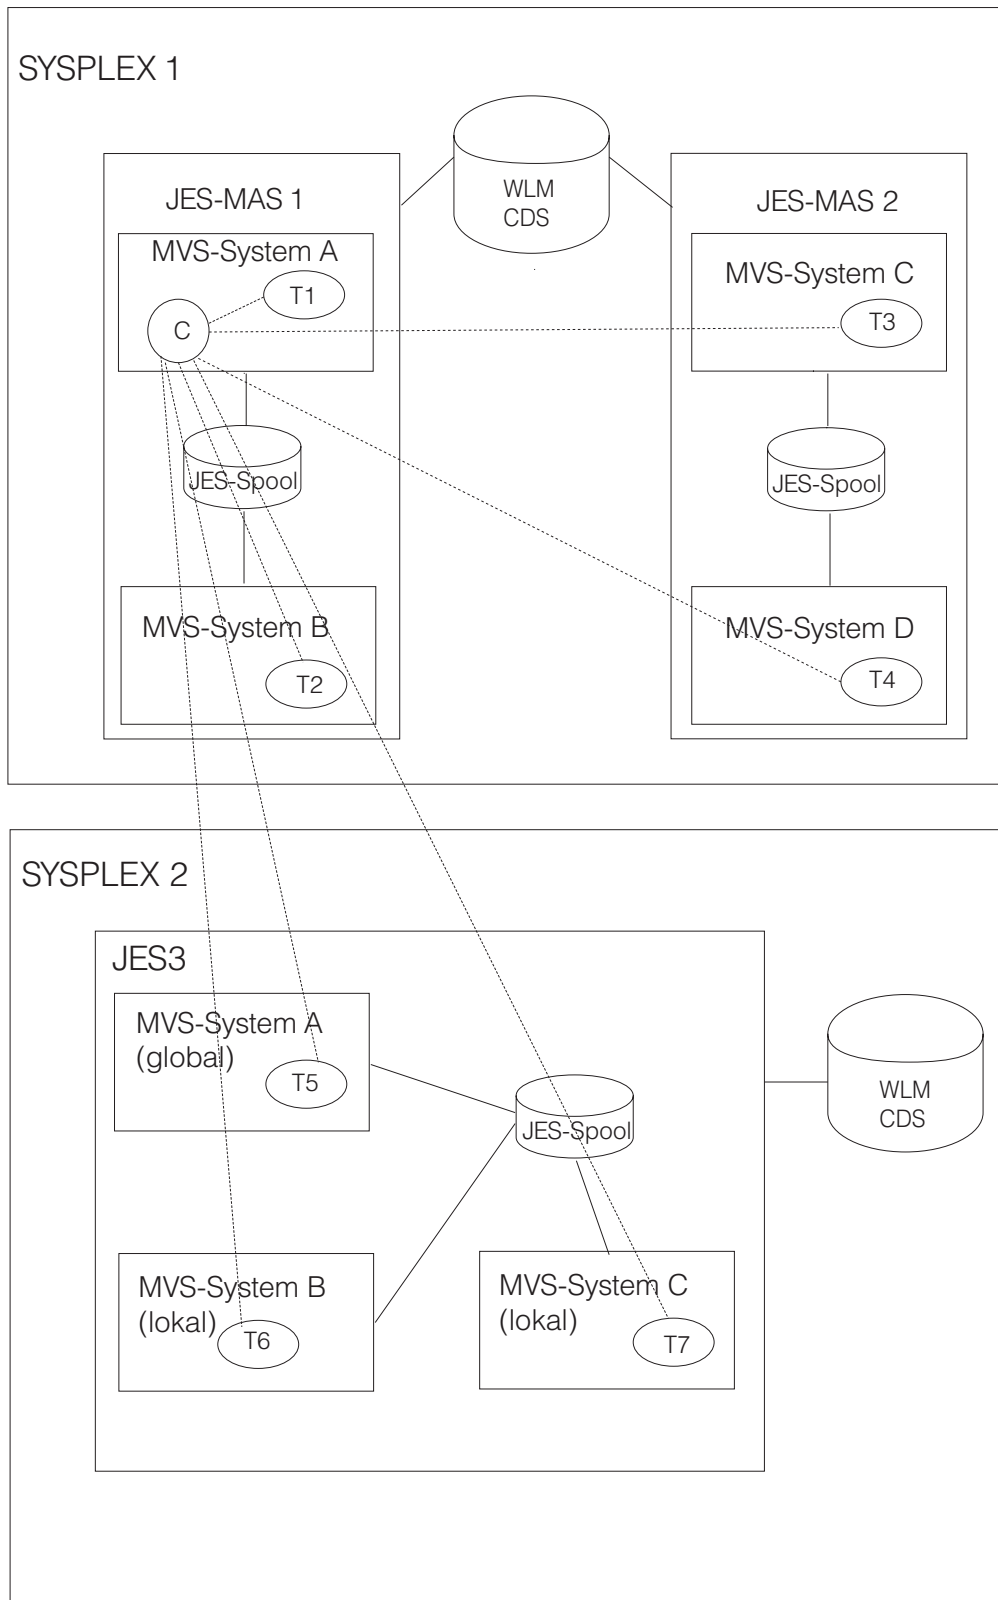 SYSPLEX 1
WLM
CDS
JES-MAS 1
MVS-System A
T1
C
JES-Spool
MVS-System B
T2
JES-MAS 2
MVS-System C
T3
JES-Spool
MVS-System D
T4
SYSPLEX 2
JES3
MVS-System A
(global)
T5
JES-Spool
WLM
CDS
MVS-System B
(lokal)
T6
MVS-System C
(lokal)
T7